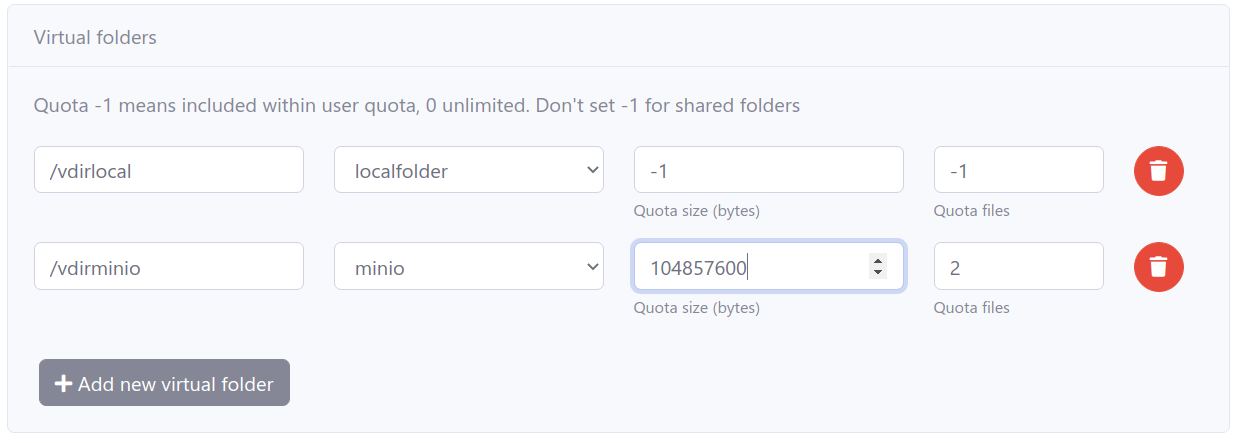 Virtual folders
Quota -1 means included within user quota, 0 unlimited. Don't set -1 for shared folders
/vdirlocal localfolder -1 -1
Quota size (bytes) Quota files
/vdirminio minio 104857600 2
Quota size (bytes) Quota files
Add new virtual folder